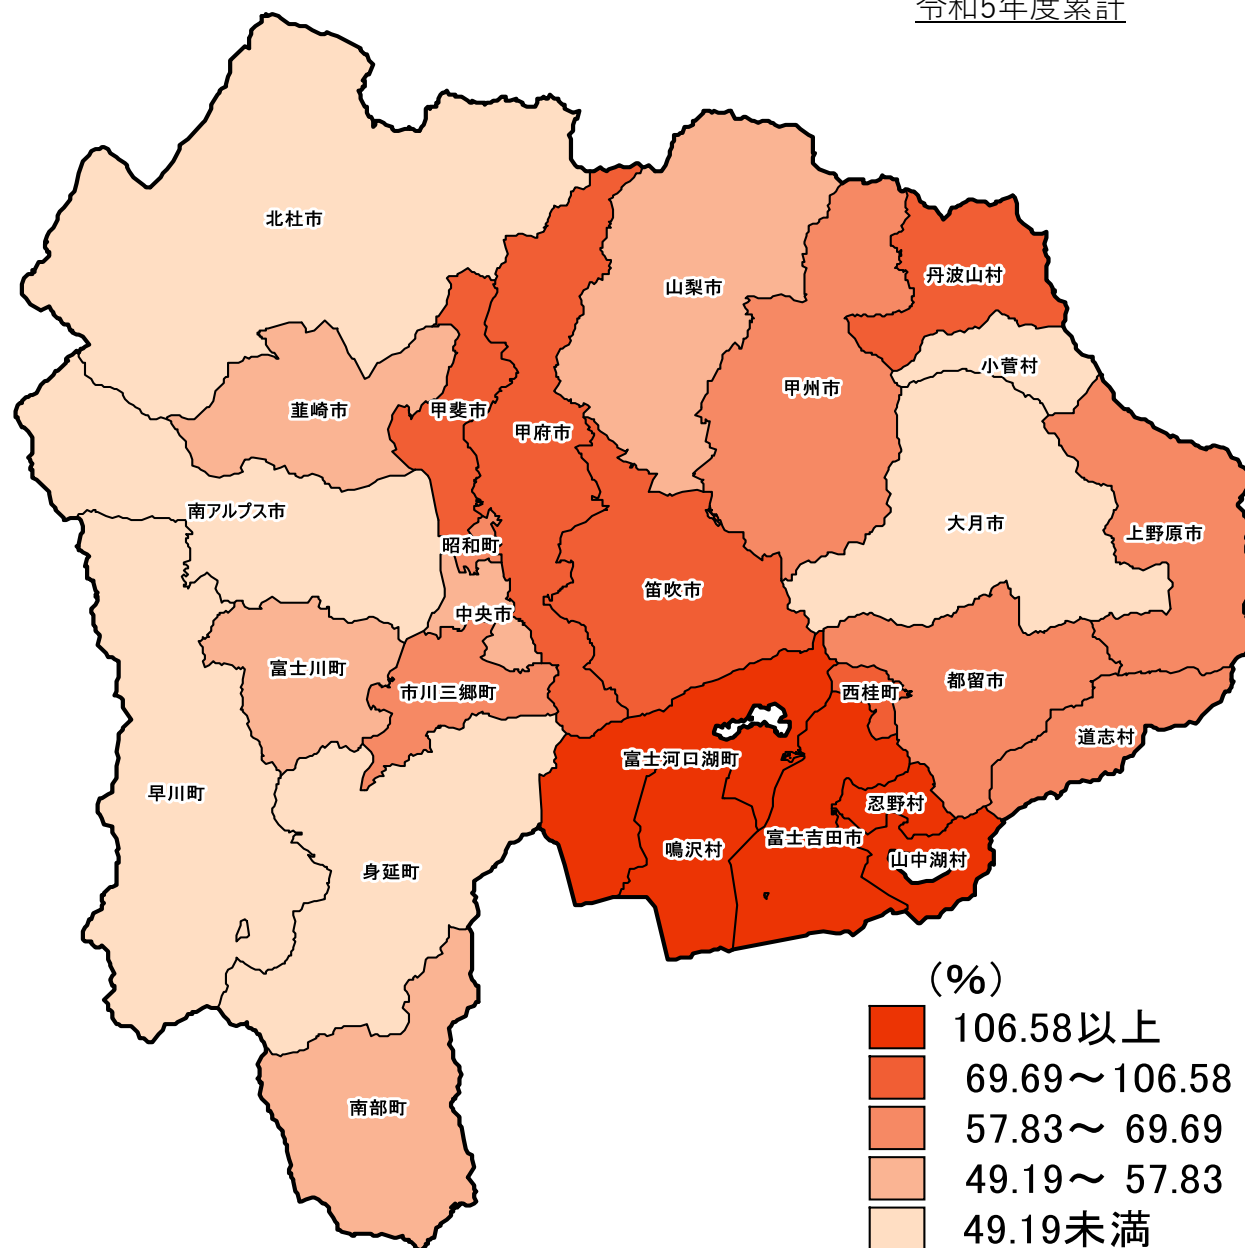 令和5年度累計
北杜市
丹波山村
山梨市
小菅村
甲州市
韮崎市
甲斐市
甲府市
南アルプス市
大月市
上野原市
昭和町
笛吹市
中央市
富士川町
市川三郷町
西桂町
都留市
道志村
富士河口湖町
早川町
忍野村
富士吉田市
鳴沢村
山中湖村
身延町
南部町
(%)
106.58以上
69.69～106.58
57.83～ 69.69
49.19～ 57.83
49.19未満